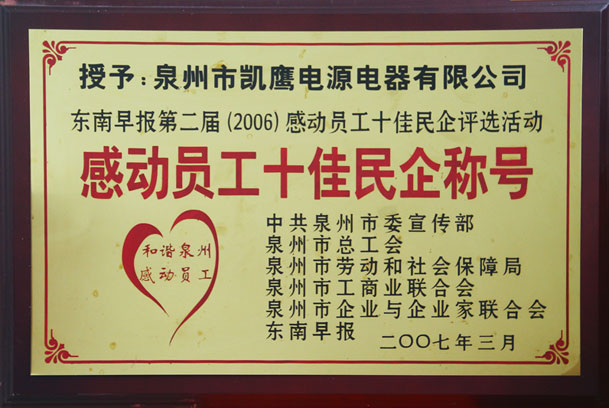 授予:泉州市凯鹰电源电器有限公司
东南早报第二届(2006)感动员工十佳民企评选活动
感动员工十佳民企称号
和谐泉州
感动员工
中共泉州市委宣传部
泉州市总工会
泉州市劳动和社会保障局
泉州市工商业联合会
泉州市企业与企业家联合会
东南早报
二〇〇七年三月